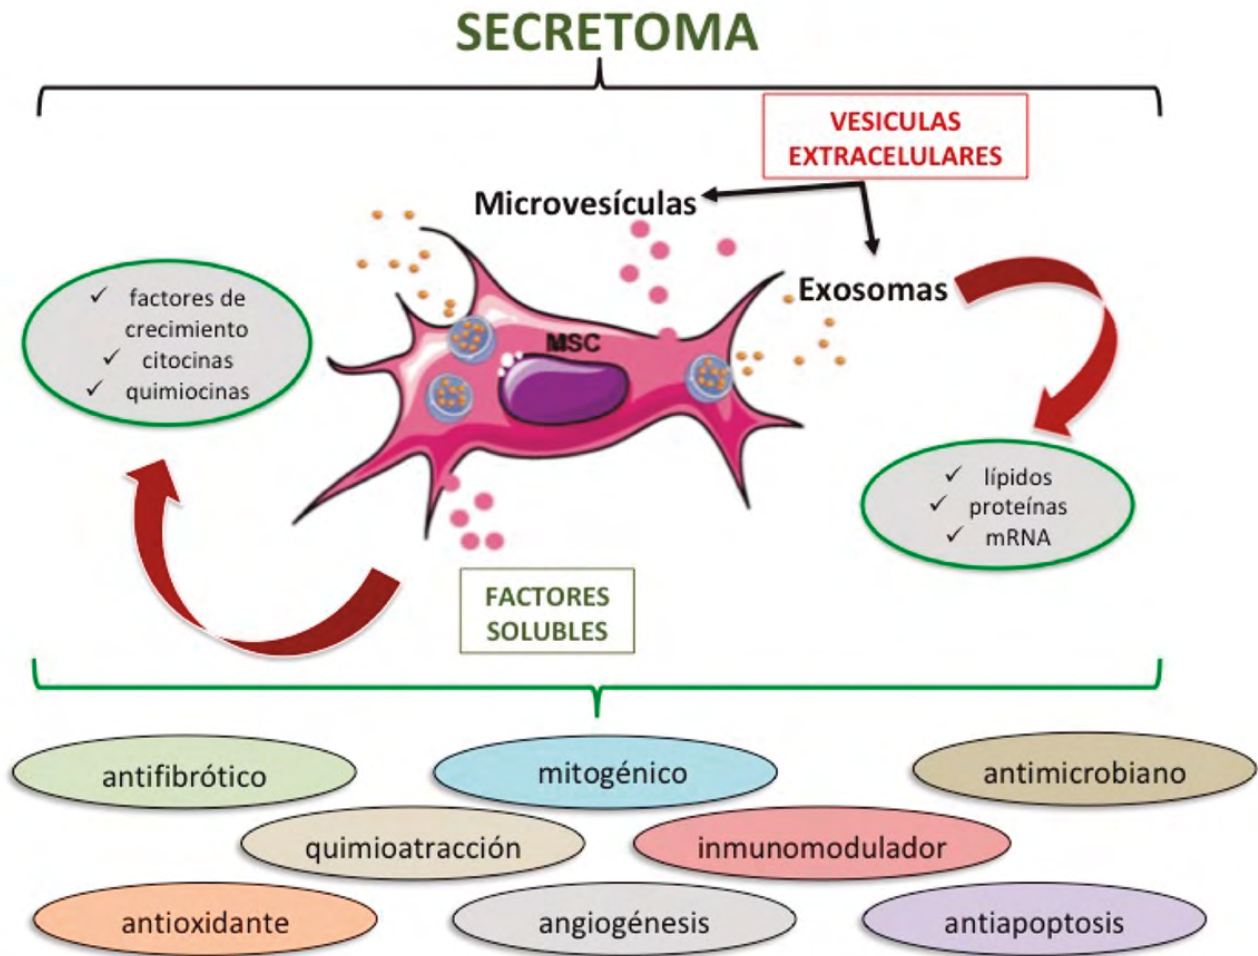 SECRETOMA
VESICULAS
EXTRACELULARES
Microvesículas
Exosomas
✓ factores de
crecimiento
✓ citocinas
✓ quimiocinas
MSC
✓ lípidos
✓ proteínas
✓ mRNA
FACTORES
SOLUBLES
antifibrótico
mitogénico
antimicrobiano
quimioatracción
inmunomodulador
antioxidante
angiogénesis
antiapoptosis